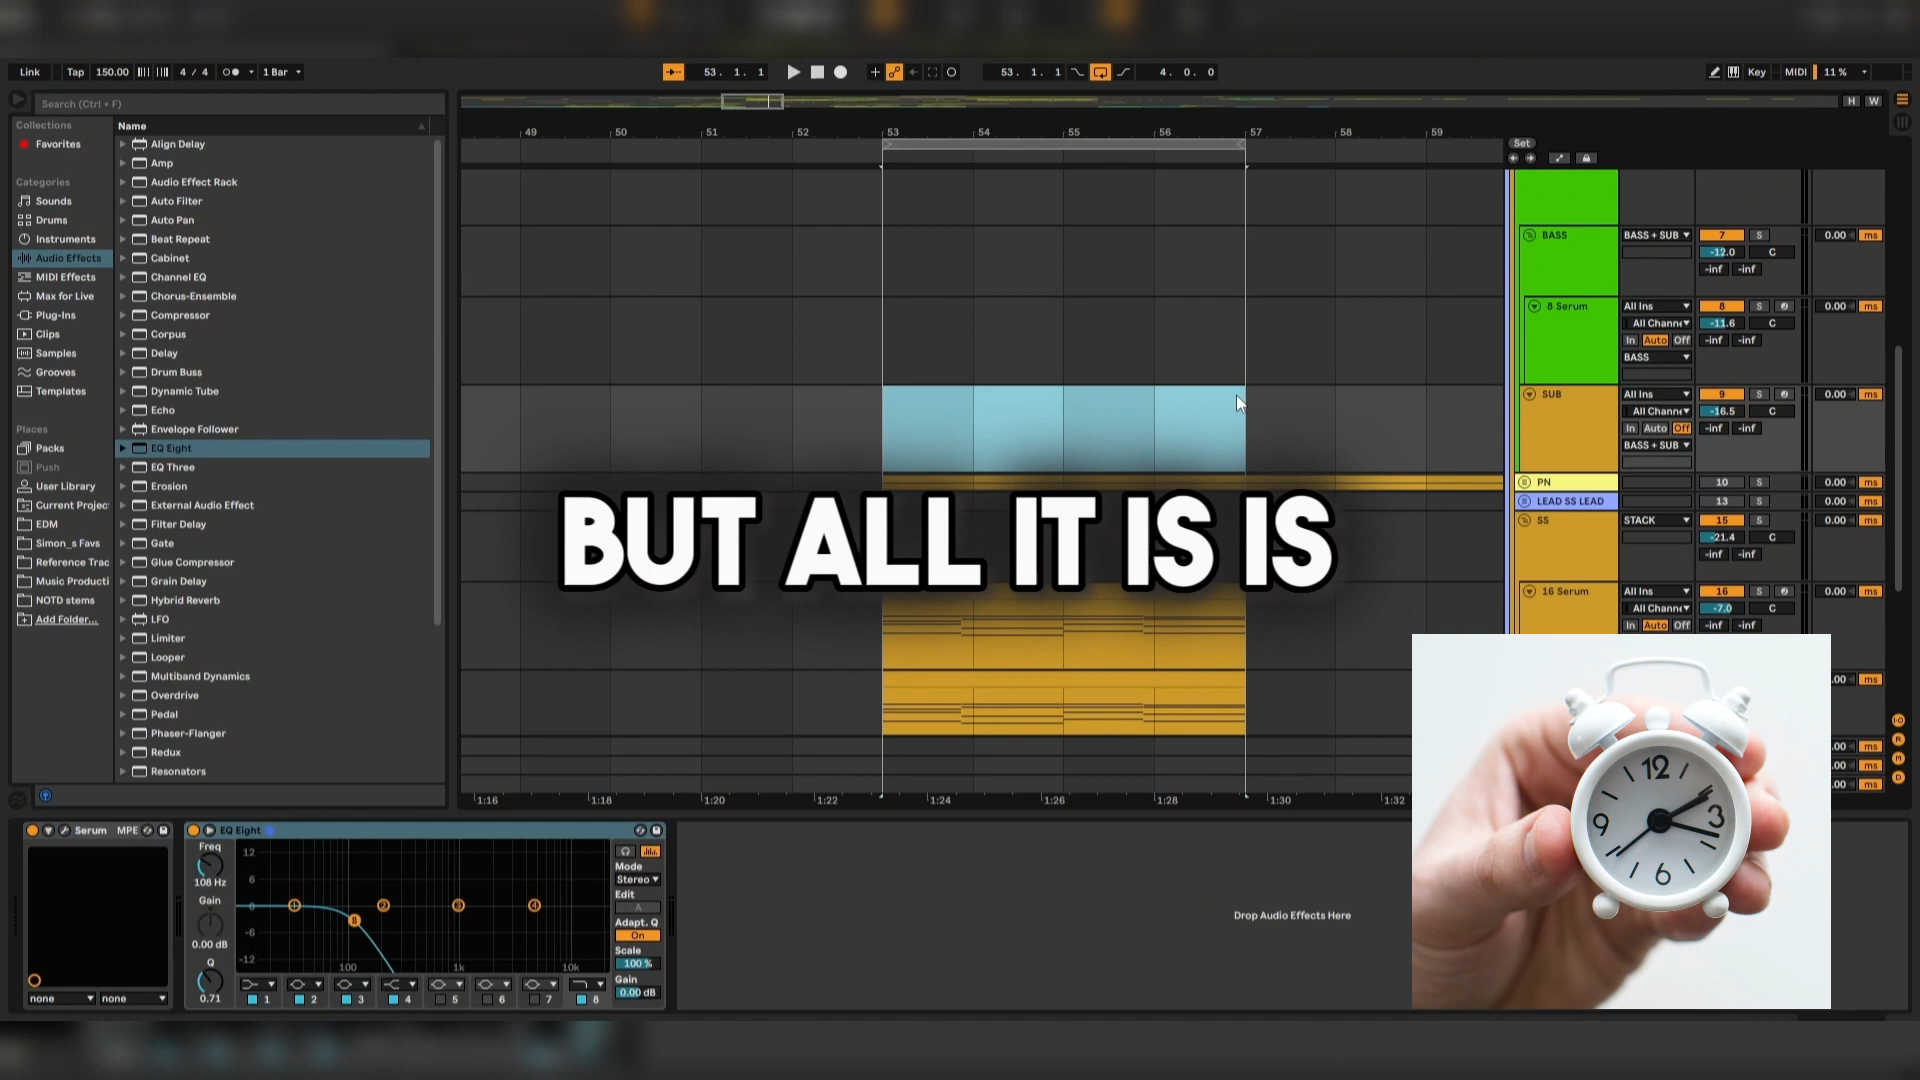 Link Tap 150.00 4 / 4 1 Bar 53. 1. 1 53. 1. 1 4. 0. 0 Key MIDI 11 %
Search (Ctrl + F) H W
Collections
Favorites
Categories
Sounds
Drums
Instruments
Audio Effects
MIDI Effects
Max for Live
Plug-Ins
Clips
Samples
Grooves
Templates
Places
Packs
Push
User Library
Current Projec
EDM
Simon_s Favs
Reference Trac
Music Producti
NOTD stems
Add Folder...
Name
Align Delay
Amp
Audio Effect Rack
Auto Filter
Auto Pan
Beat Repeat
Cabinet
Channel EQ
Chorus-Ensemble
Compressor
Corpus
Delay
Drum Buss
Dynamic Tube
Echo
Envelope Follower
EQ Eight
EQ Three
Erosion
External Audio Effect
Filter Delay
Gate
Glue Compressor
Grain Delay
Hybrid Reverb
LFO
Limiter
Looper
Multiband Dynamics
Overdrive
Pedal
Phaser-Flanger
Redux
Resonators
49 50 51 52 53 54 55 56 57 58 59
Set
BASS BASS + SUB 7 S 0.00 ms
-12.0 C
-inf -inf
8 Serum All Ins 8 S 0.00 ms
All Chann -11.6 C
In Auto Off -inf -inf
BASS
SUB All Ins 9 S 0.00 ms
All Chann -16.5 C
In Auto Off -inf -inf
BASS + SUB
PN 10 S 0.00 ms
LEAD SS LEAD 13 S 0.00 ms
SS STACK 15 S 0.00 ms
-21.4 C
-inf -inf
16 Serum All Ins 16 S 0.00 ms
All Chann -7.0 C
In Auto Off -inf -inf
.00 ms
.00 ms
.00 ms
.00 ms
R
M
D
BUT ALL IT IS IS
1:16 1:18 1:20 1:22 1:24 1:26 1:28 1:30 1:32
12
3
6
9
Serum MPE
none none
EQ Eight
Freq
108 Hz
Gain
0.00 dB
Q
0.71
12
6
0
-6
-12
2 3 4 8
100 1k 10k
1 2 3 4 5 6 7 8
Mode
Stereo
Edit
A
Adapt. Q
On
Scale
100 %
Gain
0.00 dB
Drop Audio Effects Here